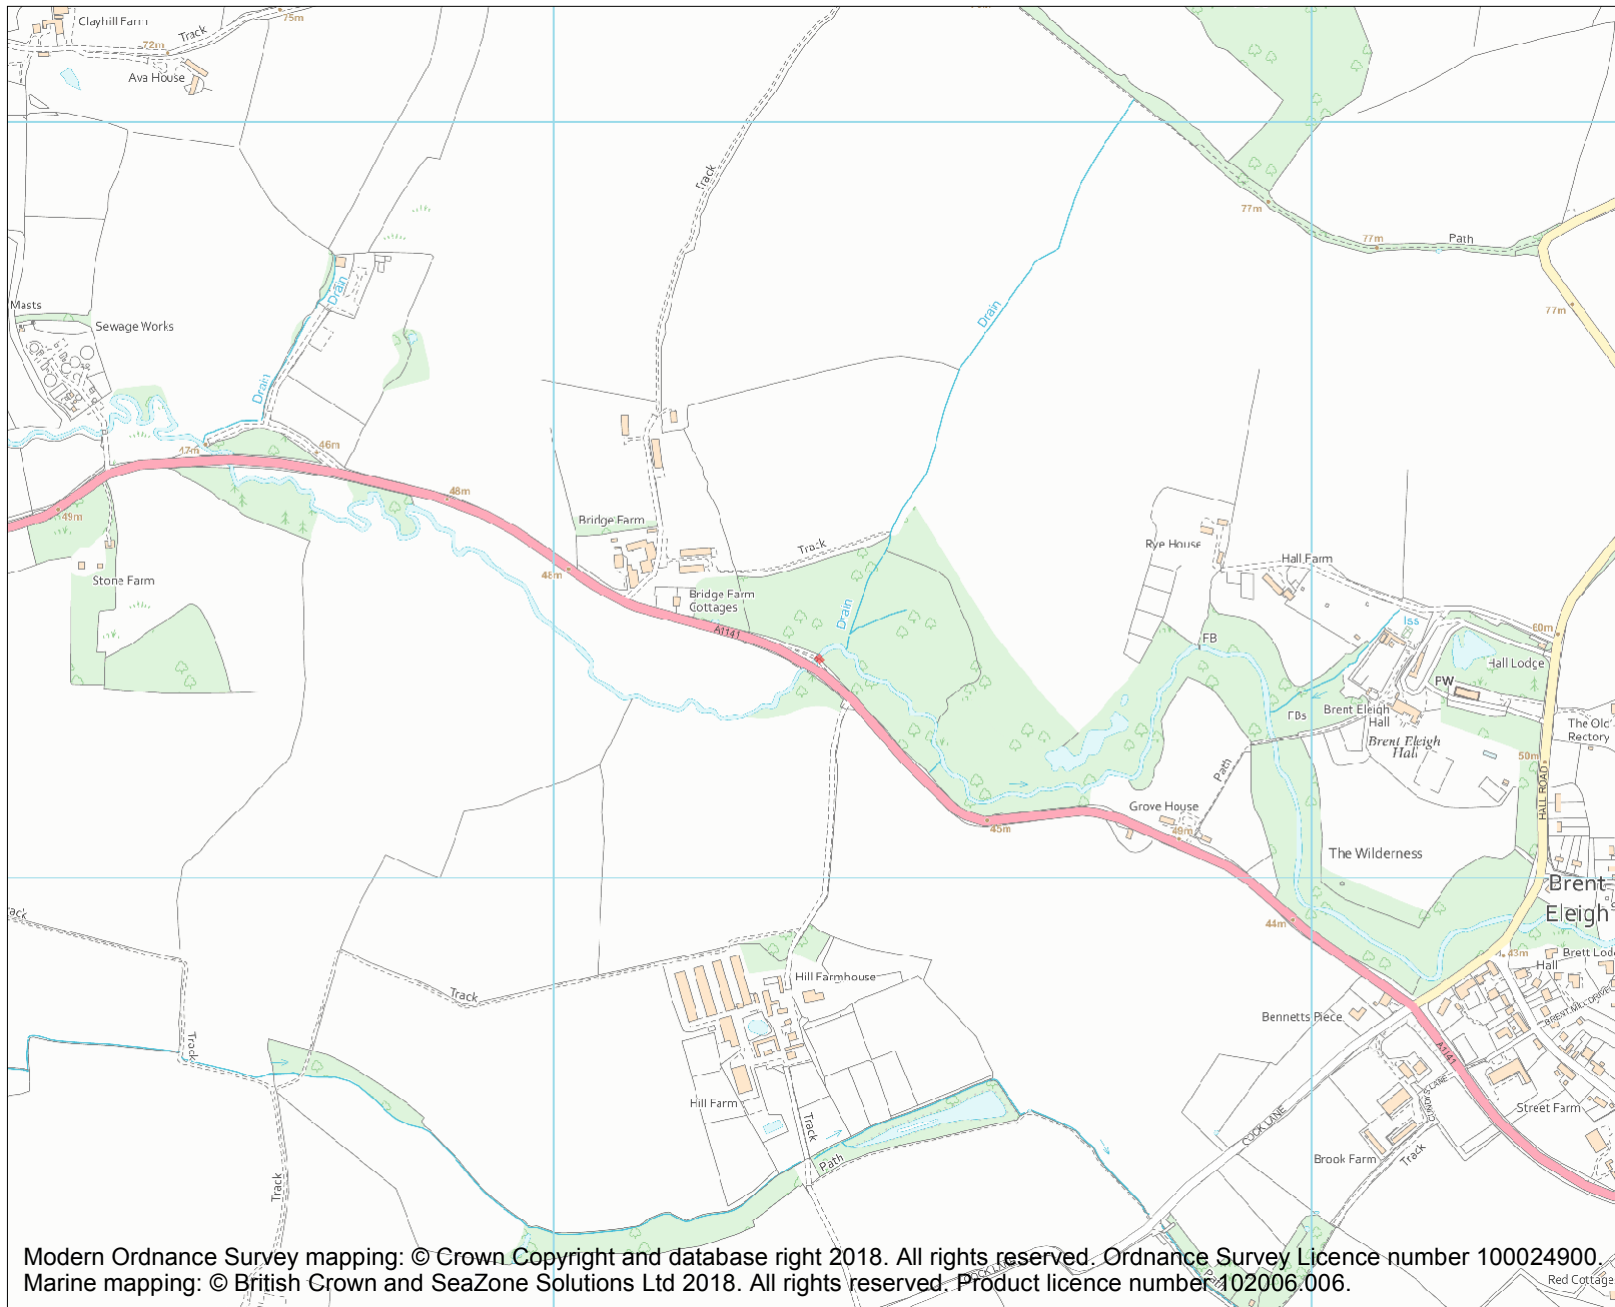 Clayhill Farm
Track
75m
72m
Ava House
Track
77m
77m
Path
77m
Masts
Sewage Works
Drain
Drain
Drain
47m
46m
48m
49m
Stone Farm
Bridge Farm
48m
Track
Bridge Farm
Cottages
A1141
Drain
Rye House
Hall Farm
FB
Iss
60m
Hall Lodge
PW
FBs
Brent Eleigh
Hall
Brent Eleigh
Hall
The Old
Rectory
50m
HALL ROAD
Path
Grove House
49m
45m
The Wilderness
44m
Brent
Eleigh
43m
Hall
Brett Lod
BRENT MILL DRIVE
Bennetts Piece
A1141
Street Farm
COCK LANE
Brook Farm
Track
rack
Track
Track
Track
Hill Farmhouse
Hill Farm
Track
Path
Path
COCK LANE
Red Cottage
Modern Ordnance Survey mapping: © Crown Copyright and database right 2018. All rights reserved. Ordnance Survey Licence number 100024900.
Marine mapping: © British Crown and SeaZone Solutions Ltd 2018. All rights reserved. Product licence number 102006.006.